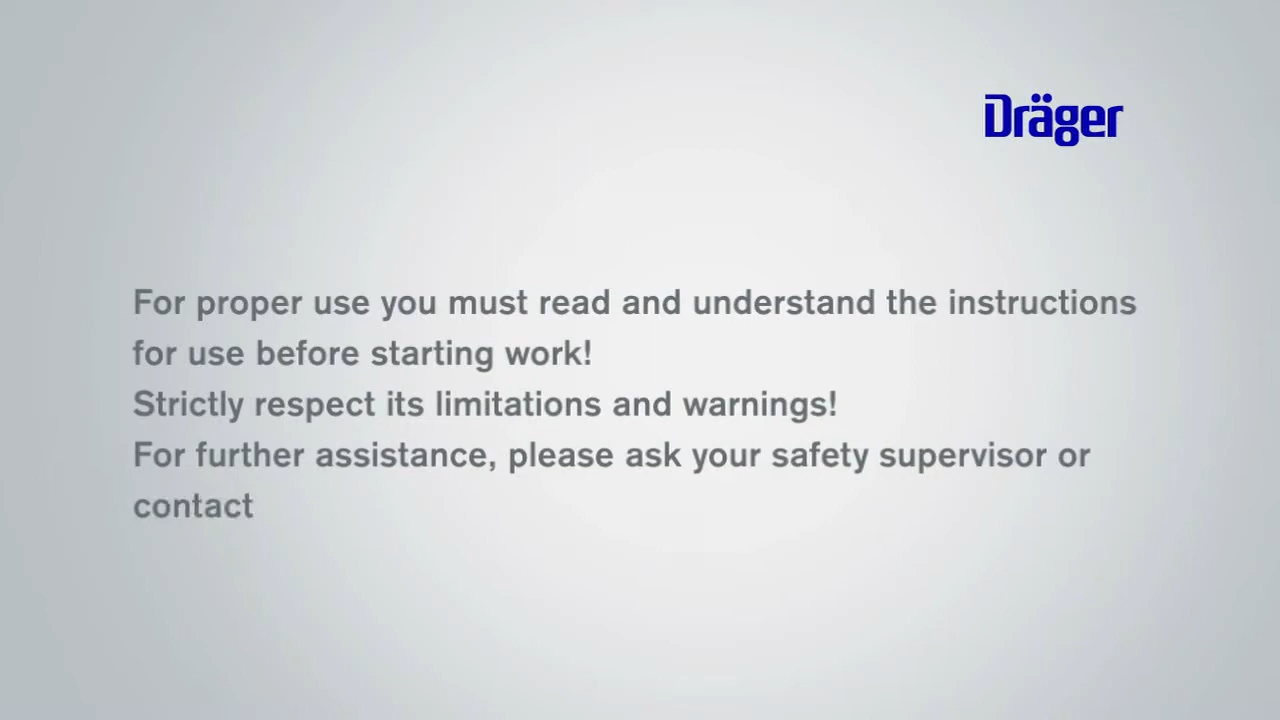 Dräger
For proper use you must read and understand the instructions
for use before starting work!
Strictly respect its limitations and warnings!
For further assistance, please ask your safety supervisor or
contact